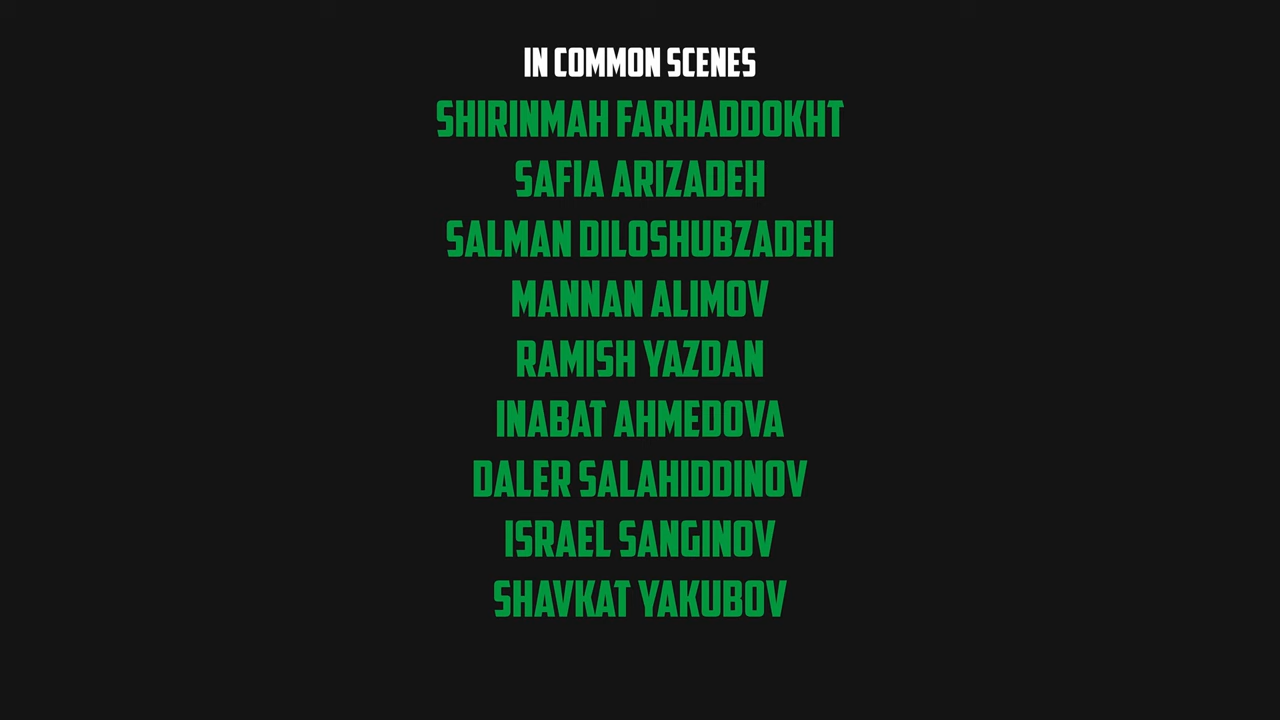 IN COMMON SCENES
SHIRINMAH FARHADDOKHT
SAFIA ARIZADEH
SALMAN DILOSHUBZADEH
MANNAN ALIMOV
RAMISH YAZDAN
INABAT AHMEDOVA
DALER SALAHIDDINOV
ISRAEL SANGINOV
SHAVKAT YAKUBOV